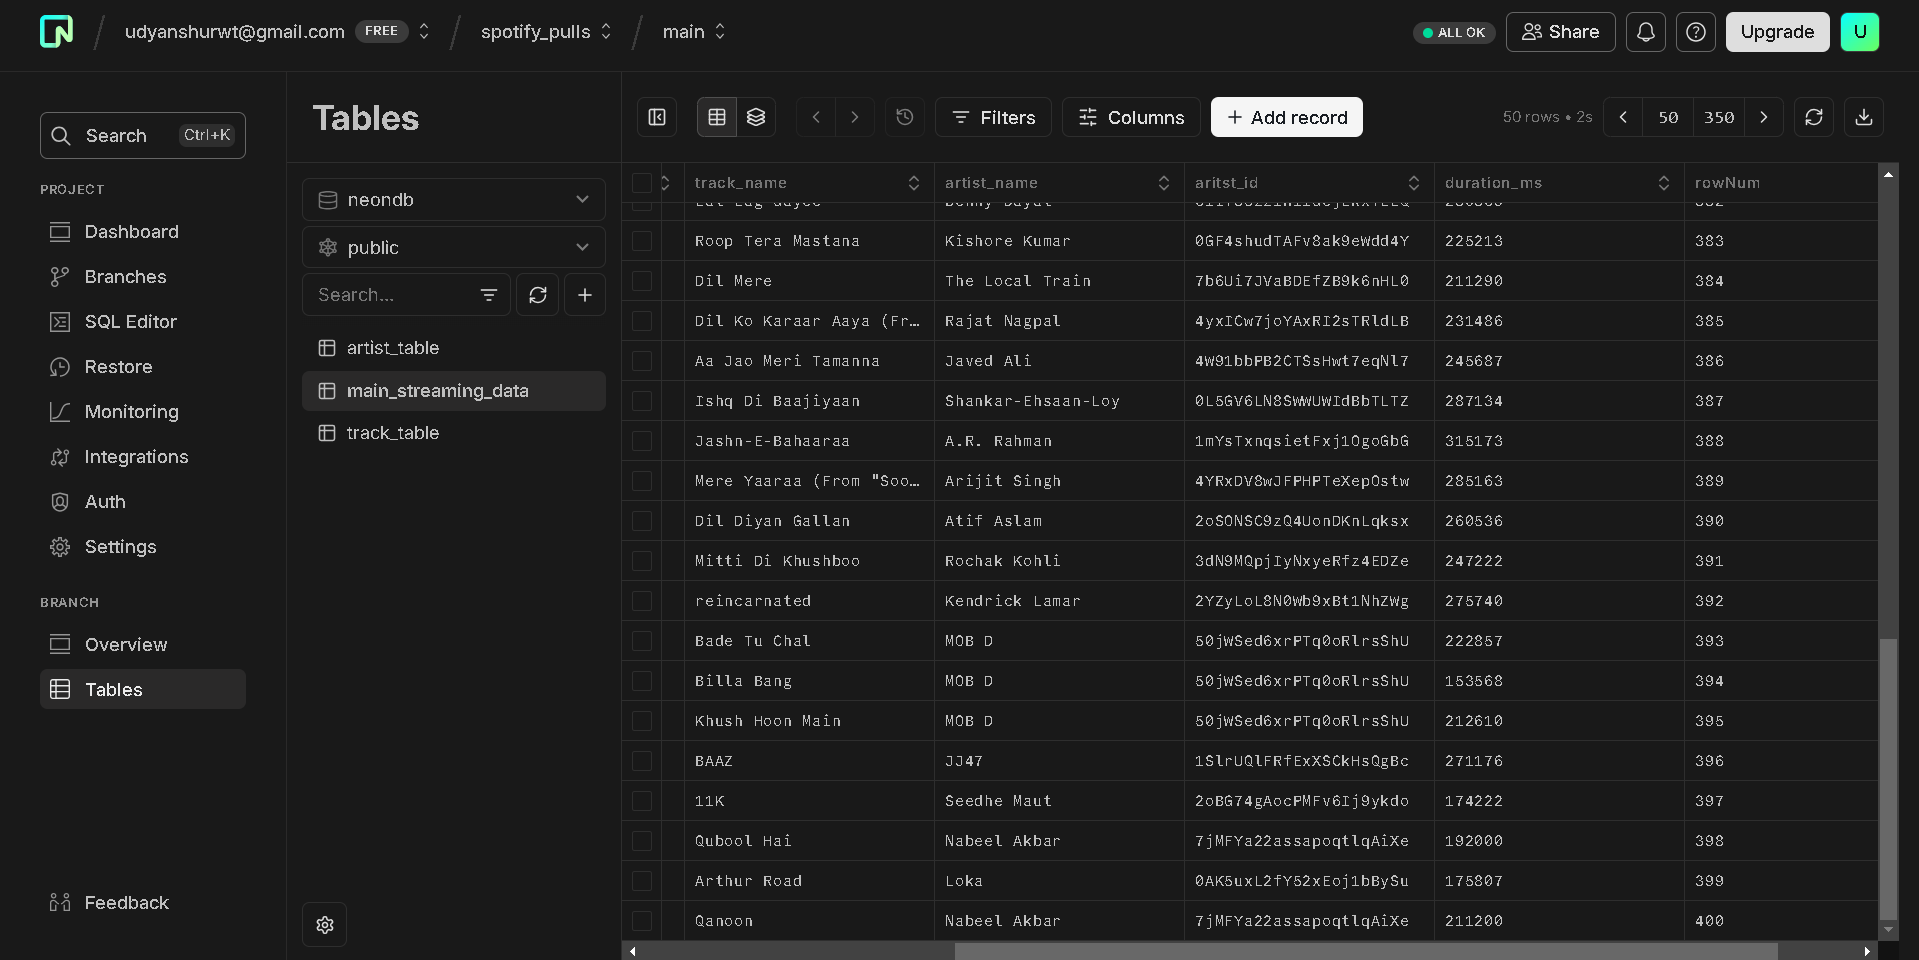 udyanshurwt@gmail.com FREE / spotify_pulls / main
ALL OK Share Upgrade U
Search Ctrl+K
PROJECT
Dashboard
Branches
SQL Editor
Restore
Monitoring
Integrations
Auth
Settings
BRANCH
Overview
Tables
Feedback
Tables
neondb
public
Search...
artist_table
main_streaming_data
track_table
Filters Columns + Add record 50 rows • 2s 50 350
track_name artist_name aritst_id duration_ms rowNum
Roop Tera Mastana Kishore Kumar 0GF4shudTAFv8ak9eWdd4Y 225213 383
Dil Mere The Local Train 7b6Ui7JVaBDEfZB9k6nHL0 211290 384
Dil Ko Karaar Aaya (Fr… Rajat Nagpal 4yxICw7joYAxRI2sTRldLB 231486 385
Aa Jao Meri Tamanna Javed Ali 4W91bbPB2CTSsHwt7eqNl7 245687 386
Ishq Di Baajiyaan Shankar-Ehsaan-Loy 0L5GV6LN8SWWUWIdBbTLTZ 287134 387
Jashn-E-Bahaaraa A.R. Rahman 1mYsTxnqsietFxj1OgoGbG 315173 388
Mere Yaaraa (From "Soo… Arijit Singh 4YRxDV8wJFPHPTeXepOstw 285163 389
Dil Diyan Gallan Atif Aslam 2oSONSC9zQ4UonDKnLqksx 260536 390
Mitti Di Khushboo Rochak Kohli 3dN9MQpjIyNxyeRfz4EDZe 247222 391
reincarnated Kendrick Lamar 2YZyLoL8N0Wb9xBt1NhZWg 275740 392
Bade Tu Chal MOB D 50jWSed6xrPTq0oRlrsShU 222857 393
Billa Bang MOB D 50jWSed6xrPTq0oRlrsShU 153568 394
Khush Hoon Main MOB D 50jWSed6xrPTq0oRlrsShU 212610 395
BAAZ JJ47 1SlrUQlFRfExXSCkHsQgBc 271176 396
11K Seedhe Maut 2oBG74gAocPMFv6Ij9ykdo 174222 397
Qubool Hai Nabeel Akbar 7jMFYa22assapoqtlqAiXe 192000 398
Arthur Road Loka 0AK5uxL2fY52xEoj1bBySu 175807 399
Qanoon Nabeel Akbar 7jMFYa22assapoqtlqAiXe 211200 400